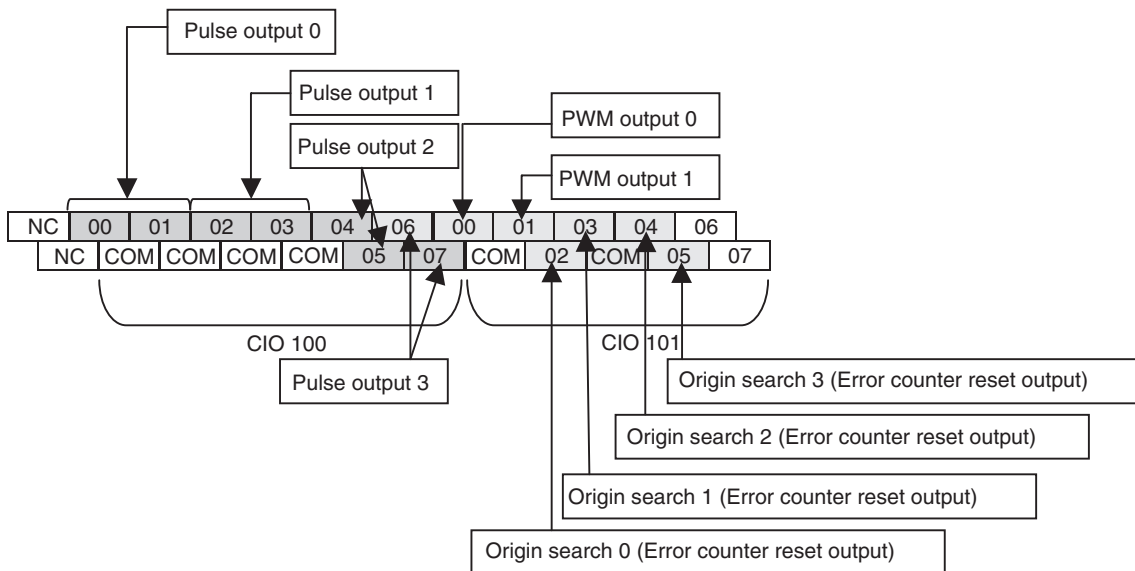 Pulse output 0
Pulse output 1
PWM output 0
Pulse output 2
PWM output 1
NC 00 01 02 03 04 06 00 01 03 04 06
NC COM COM COM COM 05 07 COM 02 COM 05 07
CIO 100 CIO 101
Pulse output 3
Origin search 3 (Error counter reset output)
Origin search 2 (Error counter reset output)
Origin search 1 (Error counter reset output)
Origin search 0 (Error counter reset output)